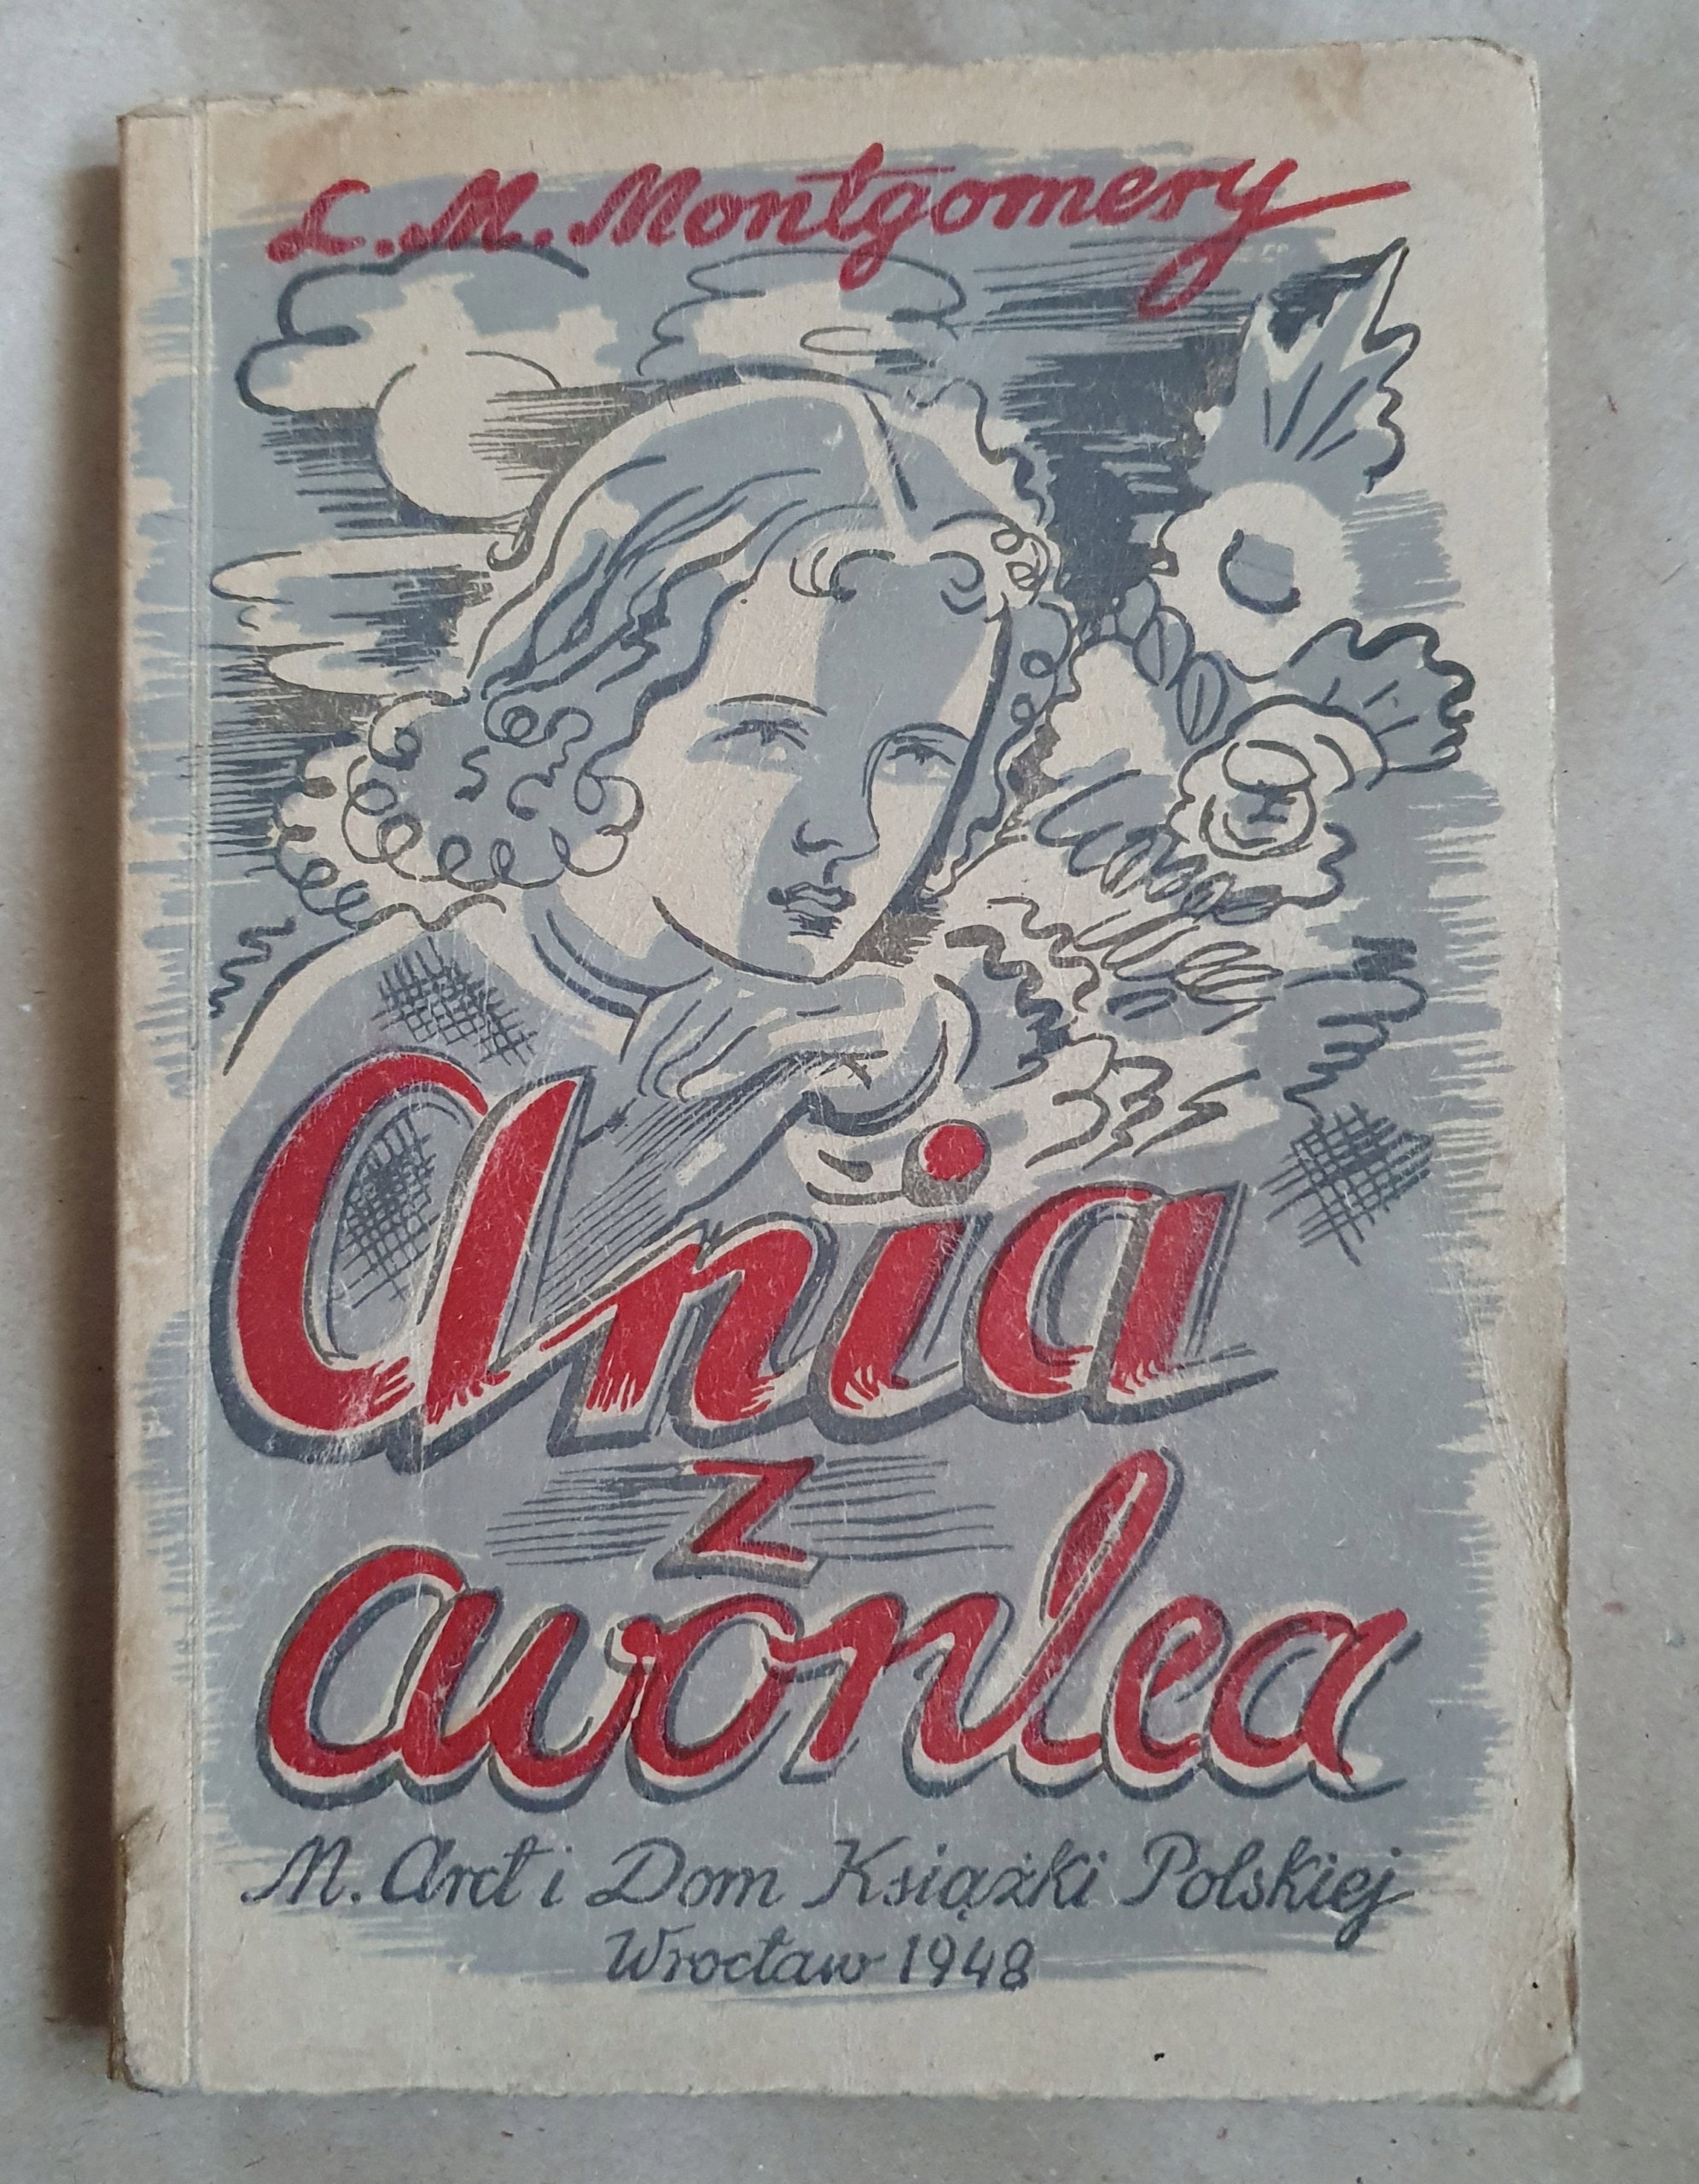 L. M. Montgomery
Ania
z
avonlea
M. Arct i Dom Książki Polskiej
Wrocław 1948